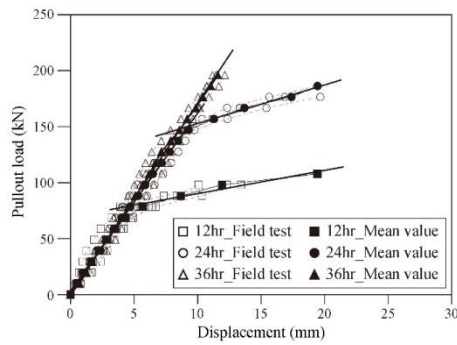 250
200
150
100
50
0
Pullout load (kN)
12hr_Field test 12hr_Mean value
24hr_Field test 24hr_Mean value
36hr_Field test 36hr_Mean value
0 5 10 15 20 25 30
Displacement (mm)